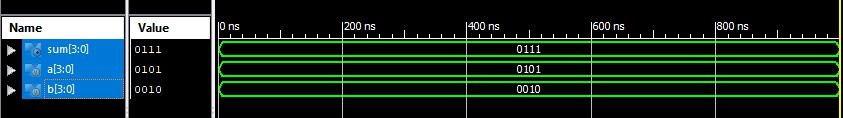 Name Value 0 ns 200 ns 400 ns 600 ns 800 ns
sum[3:0] 0111 0111
a[3:0] 0101 0101
b[3:0] 0010 0010